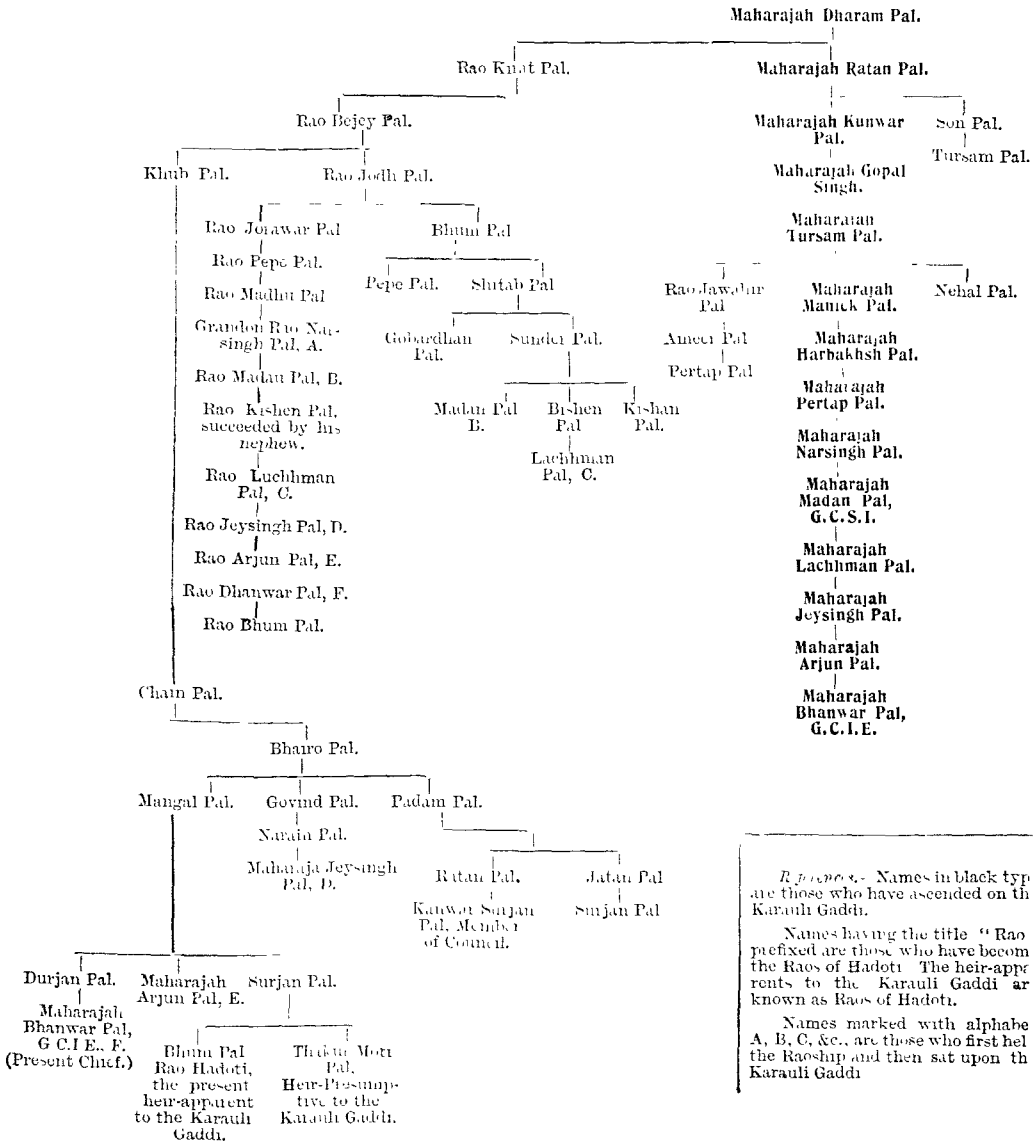 Maharajah Dharam Pal.
Rao Kirat Pal.
Maharajah Ratan Pal.
Rao Bejey Pal.
Maharajah Kunwar
Pal.
Son Pal.
Tursam Pal.
Khub Pal.
Rao Jodh Pal.
Maharajah Gopal
Singh.
Rao Jorawar Pal
Bhum Pal
Maharajah
Tursam Pal.
Rao Pepe Pal.
Pepe Pal.
Shitab Pal
Rao Jawahir
Pal
Maharajah
Manick Pal.
Nehal Pal.
Rao Madhu Pal
Grandon Rao Nar-
singh Pal, A.
Gobardhan
Pal.
Sunder Pal.
Ameer Pal
Maharajah
Harbakhsh Pal.
Rao Madan Pal, B.
Pertap Pal
Maharajah
Pertap Pal.
Rao Kishen Pal.
succeeded by his
nephew.
Madan Pal
B.
Bishen
Pal
Kishan
Pal.
Maharajah
Narsingh Pal.
Rao Luchhman
Pal, C.
Lachhman
Pal, C.
Maharajah
Madan Pal,
G.C.S.I.
Rao Jeysingh Pal, D.
Rao Arjun Pal, E.
Maharajah
Lachhman Pal.
Rao Dhanwar Pal, F.
Maharajah
Jeysingh Pal.
Rao Bhum Pal.
Maharajah
Arjun Pal.
Chain Pal.
Maharajah
Bhanwar Pal,
G.C.I.E.
Bhairo Pal.
Mangal Pal.
Govind Pal.
Padam Pal.
Narain Pal.
Maharaja Jeysingh
Pal, D.
Ratan Pal.
Jatan Pal
Kanwar Surjan
Pal, Member
of Council.
Surjan Pal
Durjan Pal.
Maharajah
Arjun Pal, E.
Surjan Pal.
Maharajah
Bhanwar Pal,
G C.I E., F.
(Present Chief.)
Bhum Pal
Rao Hadoti,
the present
heir-apparent
to the Karauli
Gaddi.
Thakur Moti
Pal.
Heir-Presump-
tive to the
Karauli Gaddi.
Names in black typ
are those who have ascended on th
Karauli Gaddi.
Names having the title "Rao
prefixed are those who have becom
the Raos of Hadoti The heir-appr
rents to the Karauli Gaddi ar
known as Raos of Hadoti.
Names marked with alphabe
A, B, C, &c., are those who first hel
the Raoship and then sat upon th
Karauli Gaddi